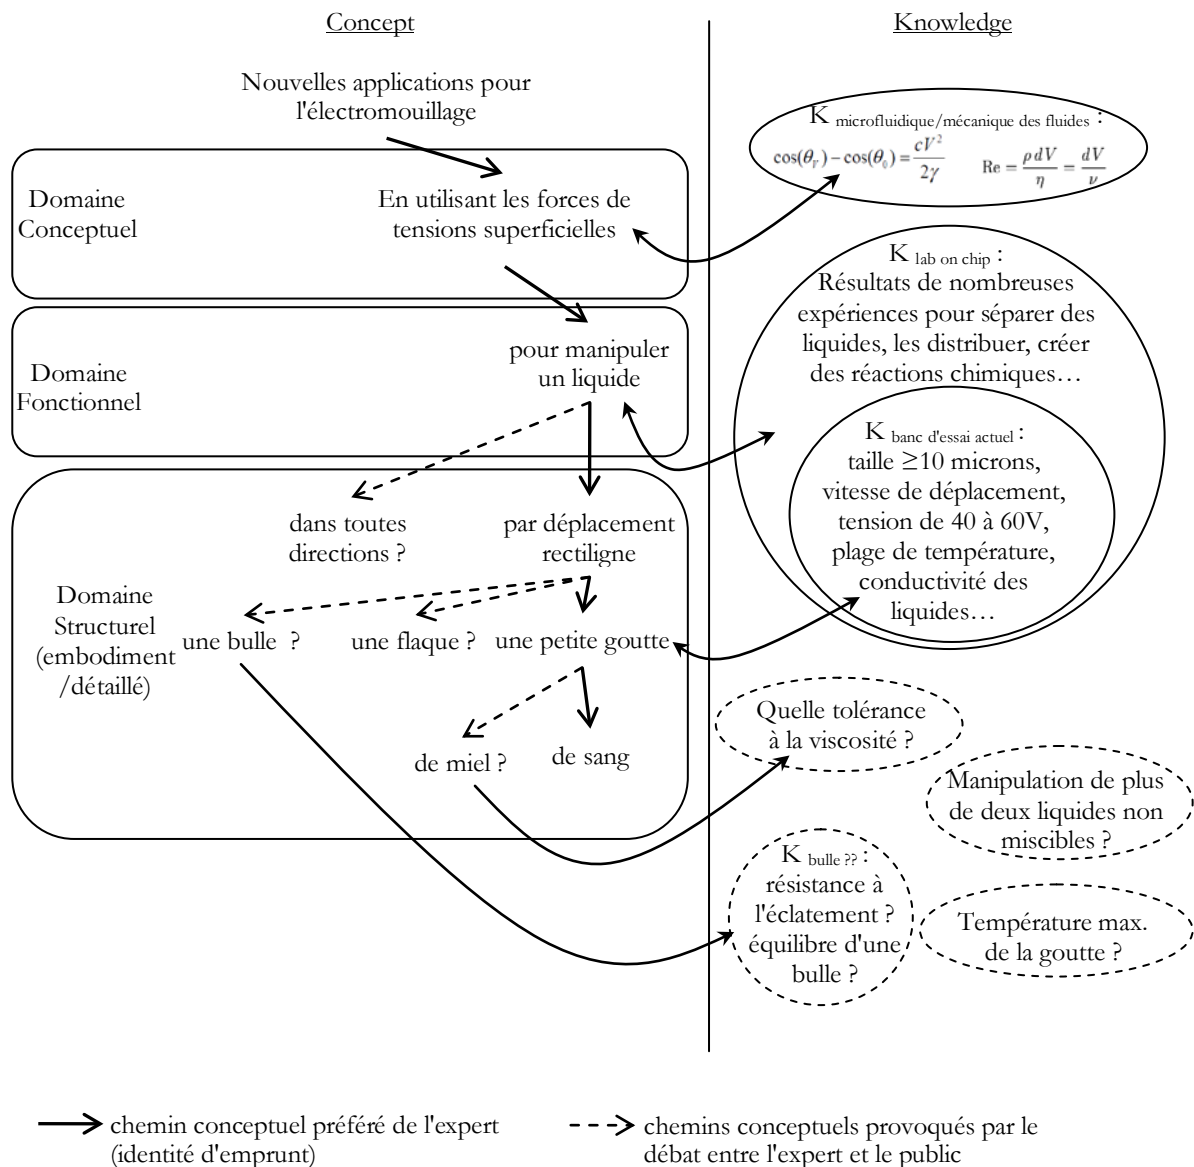 Concept
Nouvelles applications pour
l'électromouillage
Domaine
Conceptuel
En utilisant les forces de
tensions superficielles
Domaine
Fonctionnel
pour manipuler
un liquide
Domaine
Structurel
(embodiment
/détaillé)
dans toutes
directions ?
par déplacement
rectiligne
une bulle ?
une flaque ?
une petite goutte
de miel ?
de sang
Knowledge
K microfluidique/mécanique des fluides :
cos(θ_V) − cos(θ_0) = cV²/2γ
Re = ρdV/η = dV/ν
K lab on chip :
Résultats de nombreuses
expériences pour séparer des
liquides, les distribuer, créer
des réactions chimiques…
K banc d'essai actuel :
taille ≥10 microns,
vitesse de déplacement,
tension de 40 à 60V,
plage de température,
conductivité des
liquides…
Quelle tolérance
à la viscosité ?
Manipulation de plus
de deux liquides non
miscibles ?
K bulle ?? :
résistance à
l'éclatement ?
équilibre d'une
bulle ?
Température max.
de la goutte ?
chemin conceptuel préféré de l'expert
(identité d'emprunt)
chemins conceptuels provoqués par le
débat entre l'expert et le public